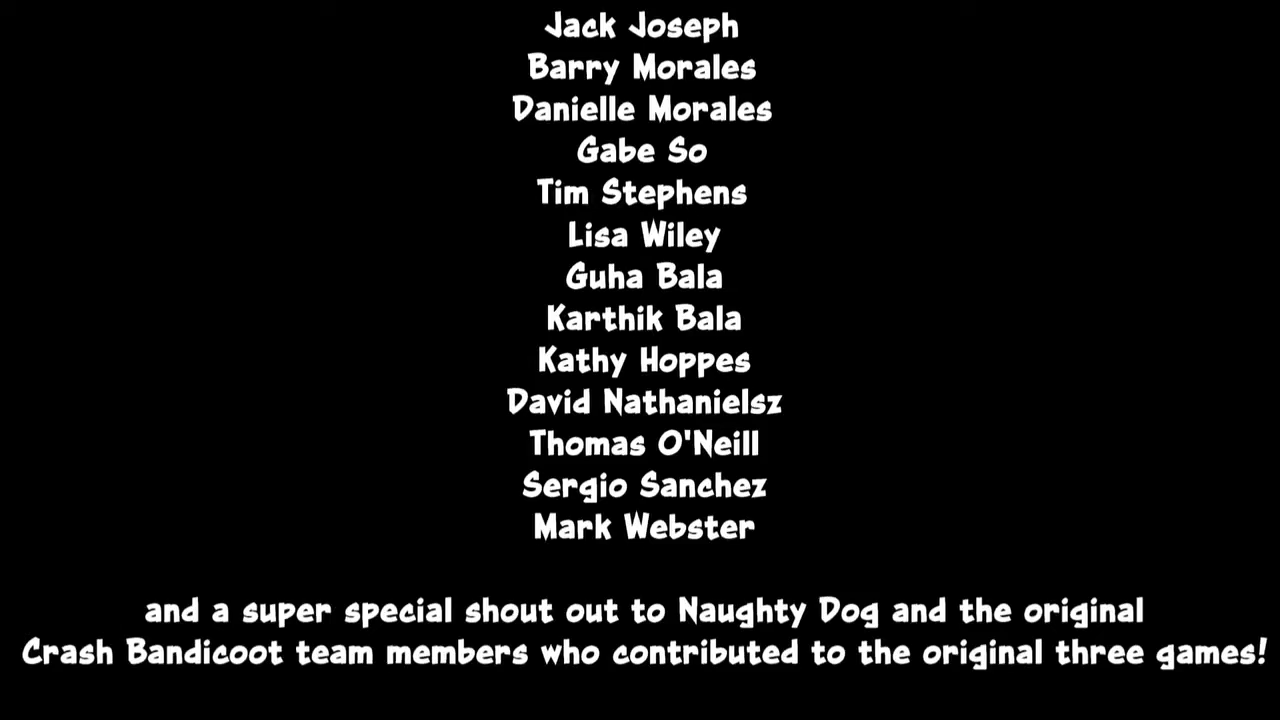 Jack Joseph
Barry Morales
Danielle Morales
Gabe So
Tim Stephens
Lisa Wiley
Guha Bala
Karthik Bala
Kathy Hoppes
David Nathanielsz
Thomas O'Neill
Sergio Sanchez
Mark Webster
and a super special shout out to Naughty Dog and the original
Crash Bandicoot team members who contributed to the original three games!